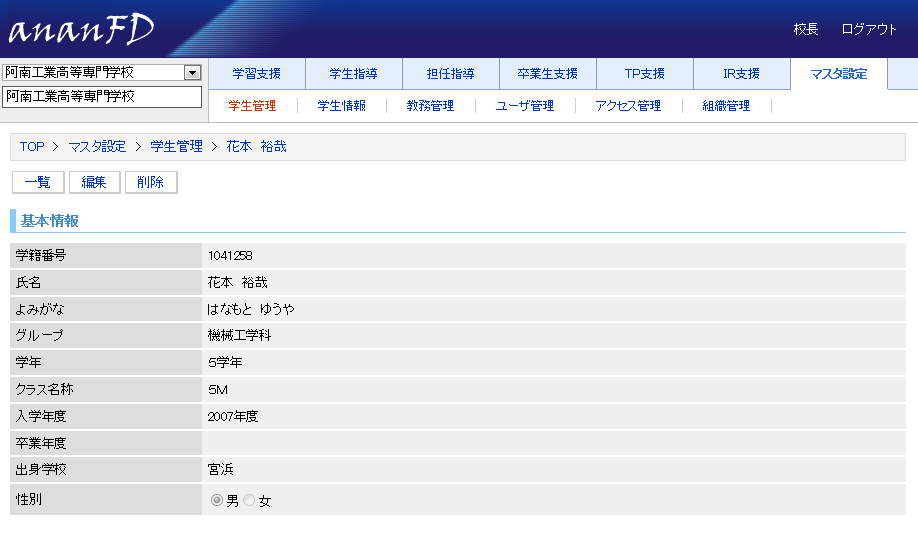 ananFD
校長 ログアウト
阿南工業高等専門学校
阿南工業高等専門学校
学習支援 学生指導 担任指導 卒業生支援 TP支援 IR支援 マスタ設定
学生管理 学生情報 教務管理 ユーザ管理 アクセス管理 組織管理
TOP > マスタ設定 > 学生管理 > 花本 裕哉
一覧 編集 削除
基本情報
学籍番号 1041258
氏名 花本 裕哉
よみがな はなもと ゆうや
グループ 機械工学科
学年 5学年
クラス名称 5M
入学年度 2007年度
卒業年度
出身学校 宮浜
性別 男 女